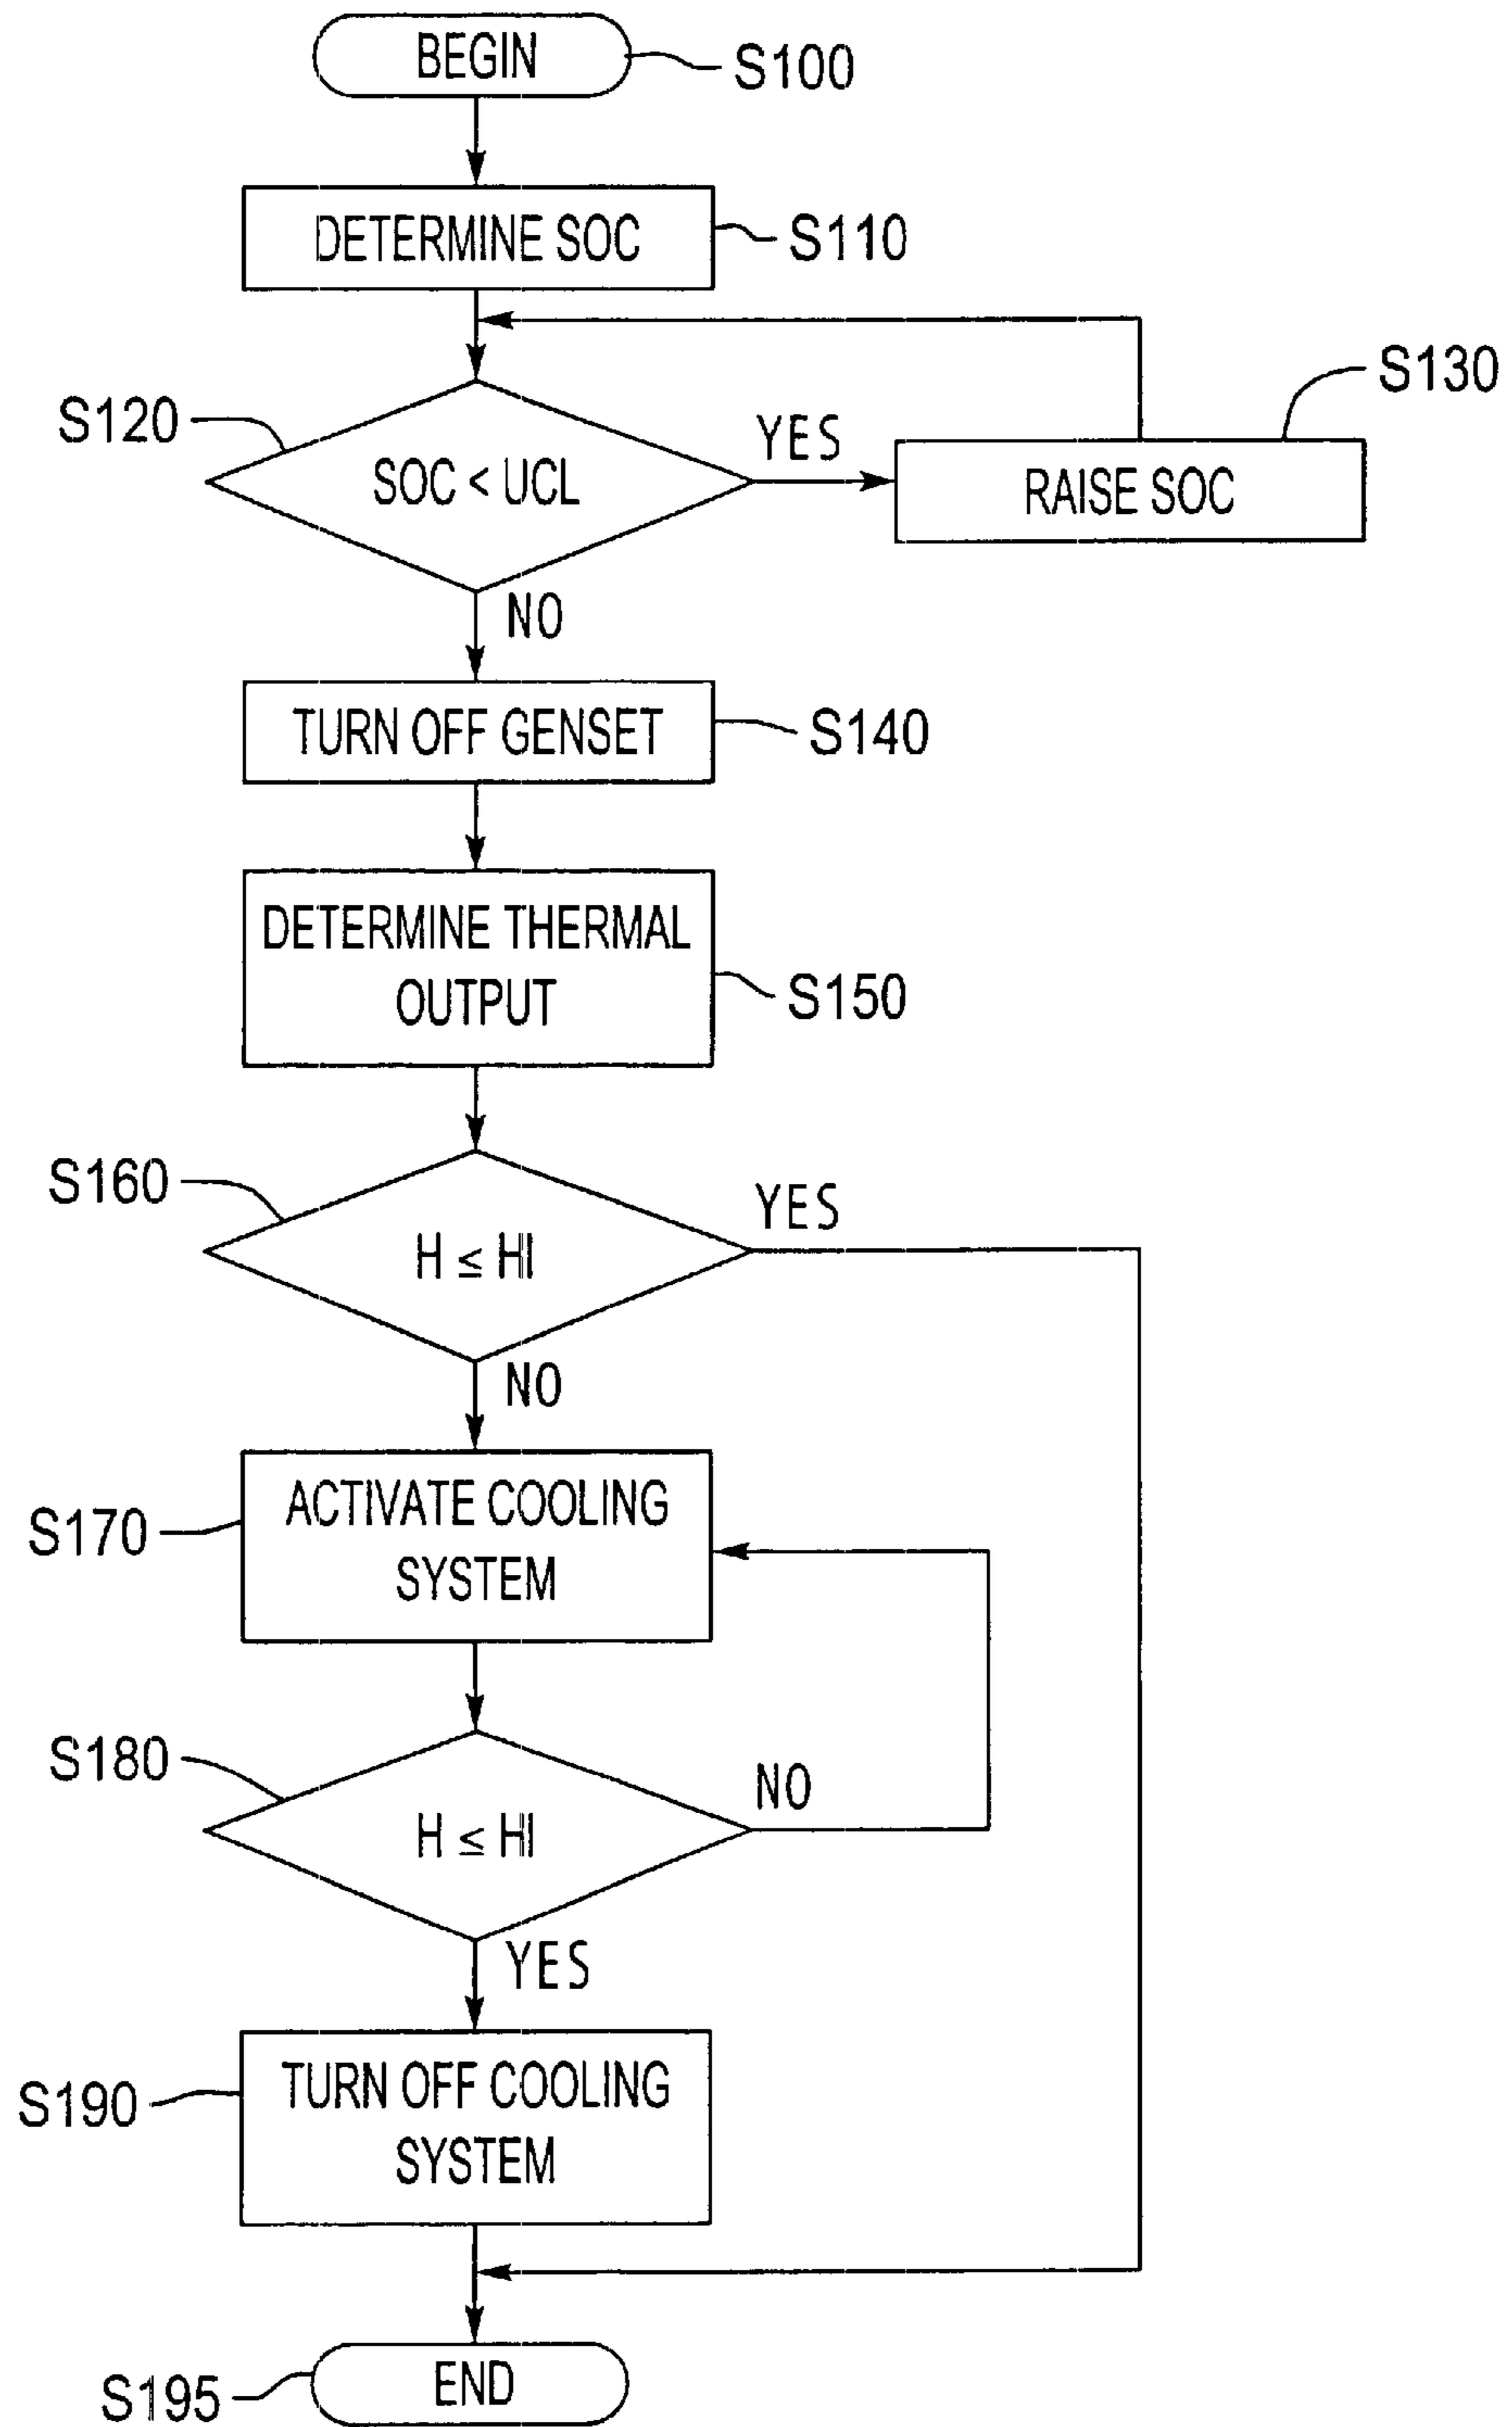 BEGIN
S100
DETERMINE SOC
S110
S120
SOC < UCL
YES
RAISE SOC
S130
NO
TURN OFF GENSET
S140
DETERMINE THERMAL
OUTPUT
S150
S160
H ≤ HI
YES
NO
S170
ACTIVATE COOLING
SYSTEM
S180
H ≤ HI
NO
YES
S190
TURN OFF COOLING
SYSTEM
S195
END